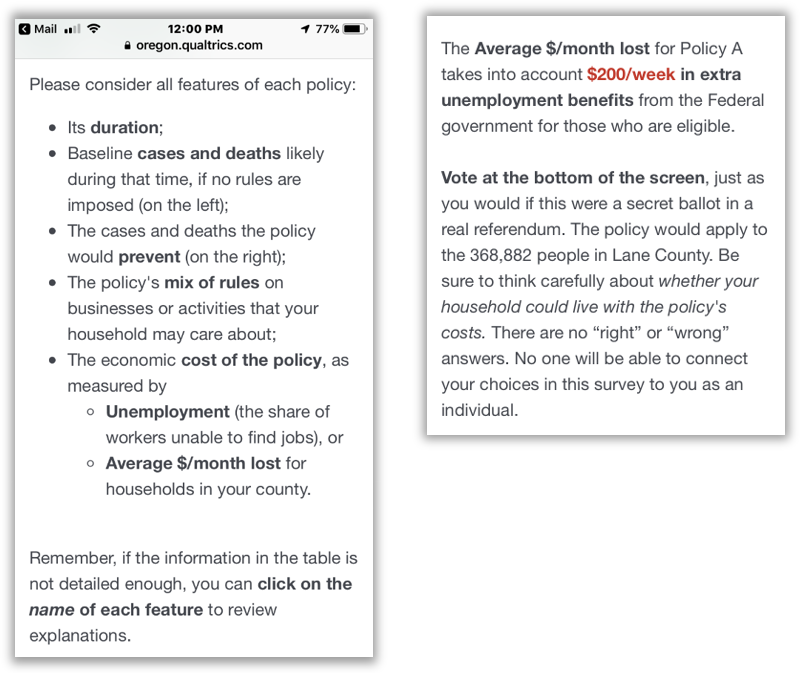 Mail 12:00 PM 77%
oregon.qualtrics.com
Please consider all features of each policy:
• Its duration;
• Baseline cases and deaths likely
during that time, if no rules are
imposed (on the left);
• The cases and deaths the policy
would prevent (on the right);
• The policy's mix of rules on
businesses or activities that your
household may care about;
• The economic cost of the policy, as
measured by
◦ Unemployment (the share of
workers unable to find jobs), or
◦ Average $/month lost for
households in your county.
Remember, if the information in the table is
not detailed enough, you can click on the
name of each feature to review
explanations.
The Average $/month lost for Policy A
takes into account $200/week in extra
unemployment benefits from the Federal
government for those who are eligible.
Vote at the bottom of the screen, just as
you would if this were a secret ballot in a
real referendum. The policy would apply to
the 368,882 people in Lane County. Be
sure to think carefully about whether your
household could live with the policy's
costs. There are no “right” or “wrong”
answers. No one will be able to connect
your choices in this survey to you as an
individual.